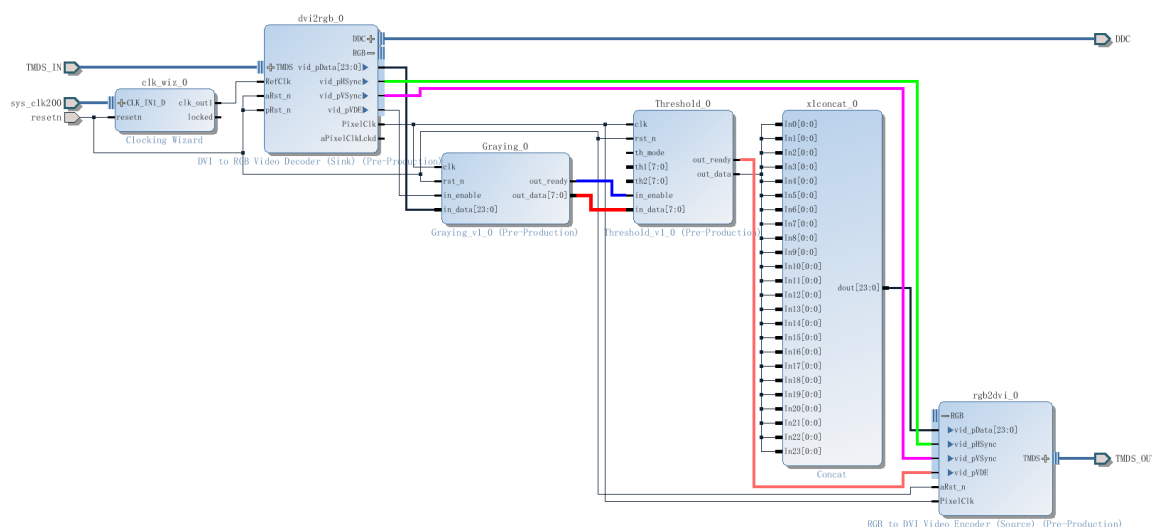 dvi2rgb_0
DDC
RGB
TMDS
vid_pData[23:0]
RefClk
vid_pHSync
aRst_n
vid_pVSync
pRst_n
vid_pVDE
PixelClk
aPixelClkLckd
DVI to RGB Video Decoder (Sink) (Pre-Production)
DDC
TMDS_IN
sys_clk200
resetn
clk_wiz_0
CLK_IN1_D
clk_out1
resetn
locked
Clocking Wizard
Graying_0
clk
rst_n
in_enable
in_data[23:0]
out_ready
out_data[7:0]
Graying_v1_0 (Pre-Production)
Threshold_0
clk
rst_n
th_mode
th1[7:0]
th2[7:0]
in_enable
in_data[7:0]
out_ready
out_data
Threshold_v1_0 (Pre-Production)
xlconcat_0
In0[0:0]
In1[0:0]
In2[0:0]
In3[0:0]
In4[0:0]
In5[0:0]
In6[0:0]
In7[0:0]
In8[0:0]
In9[0:0]
In10[0:0]
In11[0:0]
In12[0:0]
In13[0:0]
In14[0:0]
In15[0:0]
In16[0:0]
In17[0:0]
In18[0:0]
In19[0:0]
In20[0:0]
In21[0:0]
In22[0:0]
In23[0:0]
dout[23:0]
Concat
rgb2dvi_0
RGB
vid_pData[23:0]
vid_pHSync
vid_pVSync
vid_pVDE
aRst_n
PixelClk
TMDS
RGB to DVI Video Encoder (Source) (Pre-Production)
TMDS_OUT